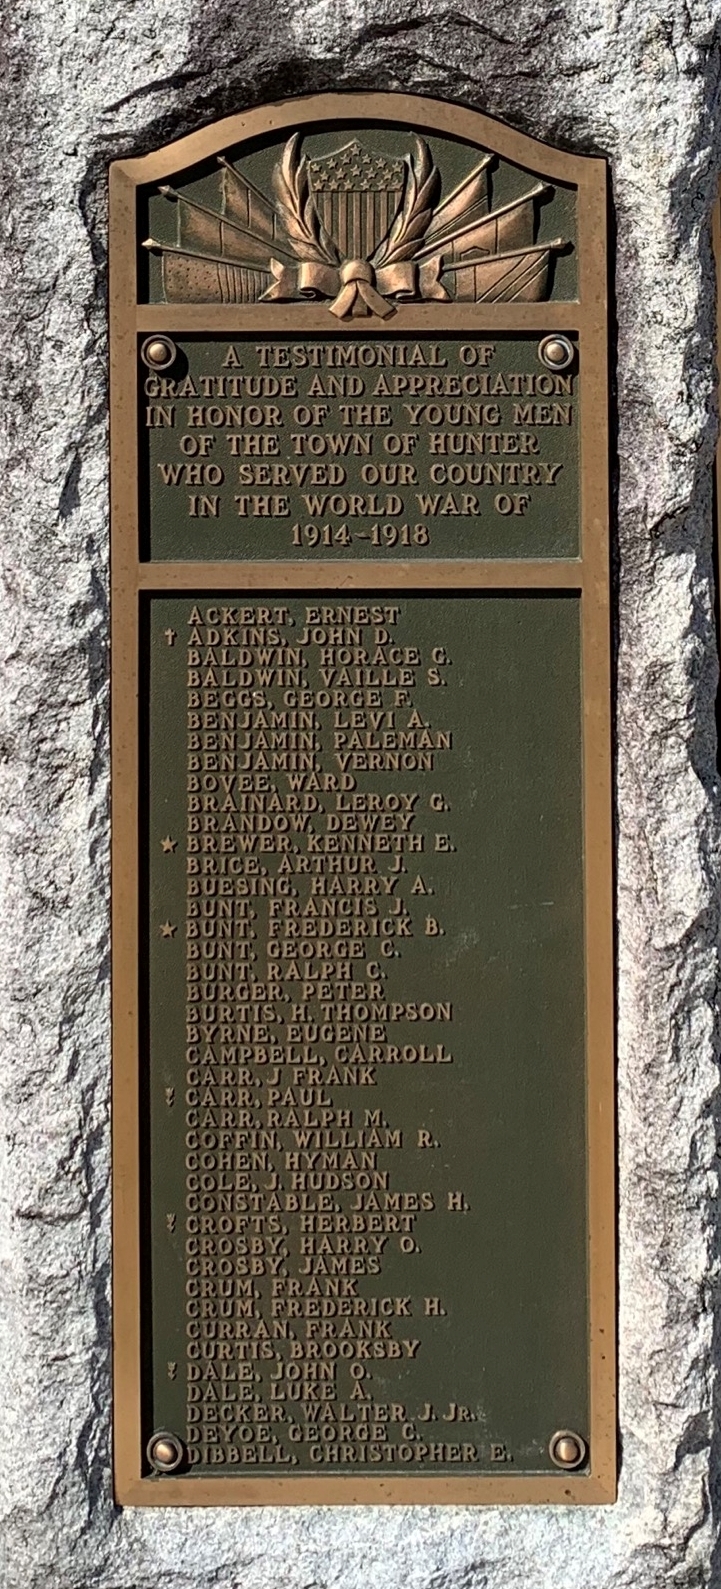 A TESTIMONIAL OF
GRATITUDE AND APPRECIATION
IN HONOR OF THE YOUNG MEN
OF THE TOWN OF HUNTER
WHO SERVED OUR COUNTRY
IN THE WORLD WAR OF
1914-1918
ACKERT, ERNEST
† ADKINS, JOHN D.
BALDWIN, HORACE G.
BALDWIN, VAILLE S.
BEGGS, GEORGE F.
BENJAMIN, LEVI A.
BENJAMIN, PALEMAN
BENJAMIN, VERNON
BOVEE, WARD
BRAINARD, LEROY G.
BRANDOW, DEWEY
★ BREWER, KENNETH E.
BRICE, ARTHUR J.
BUESING, HARRY A.
BUNT, FRANCIS J.
★ BUNT, FREDERICK B.
BUNT, GEORGE C.
BUNT, RALPH C.
BURGER, PETER
BURTIS, H. THOMPSON
BYRNE, EUGENE
CAMPBELL, CARROLL
CARR, J FRANK
CARR, PAUL
CARR, RALPH M.
COFFIN, WILLIAM R.
COHEN, HYMAN
COLE, J. HUDSON
CONSTABLE, JAMES H.
CROFTS, HERBERT
CROSBY, HARRY O.
CROSBY, JAMES
CRUM, FRANK
CRUM, FREDERICK H.
CURRAN, FRANK
CURTIS, BROOKSBY
DALE, JOHN O.
DALE, LUKE A.
DECKER, WALTER J. JR.
DEYOE, GEORGE C.
DIBBELL, CHRISTOPHER E.